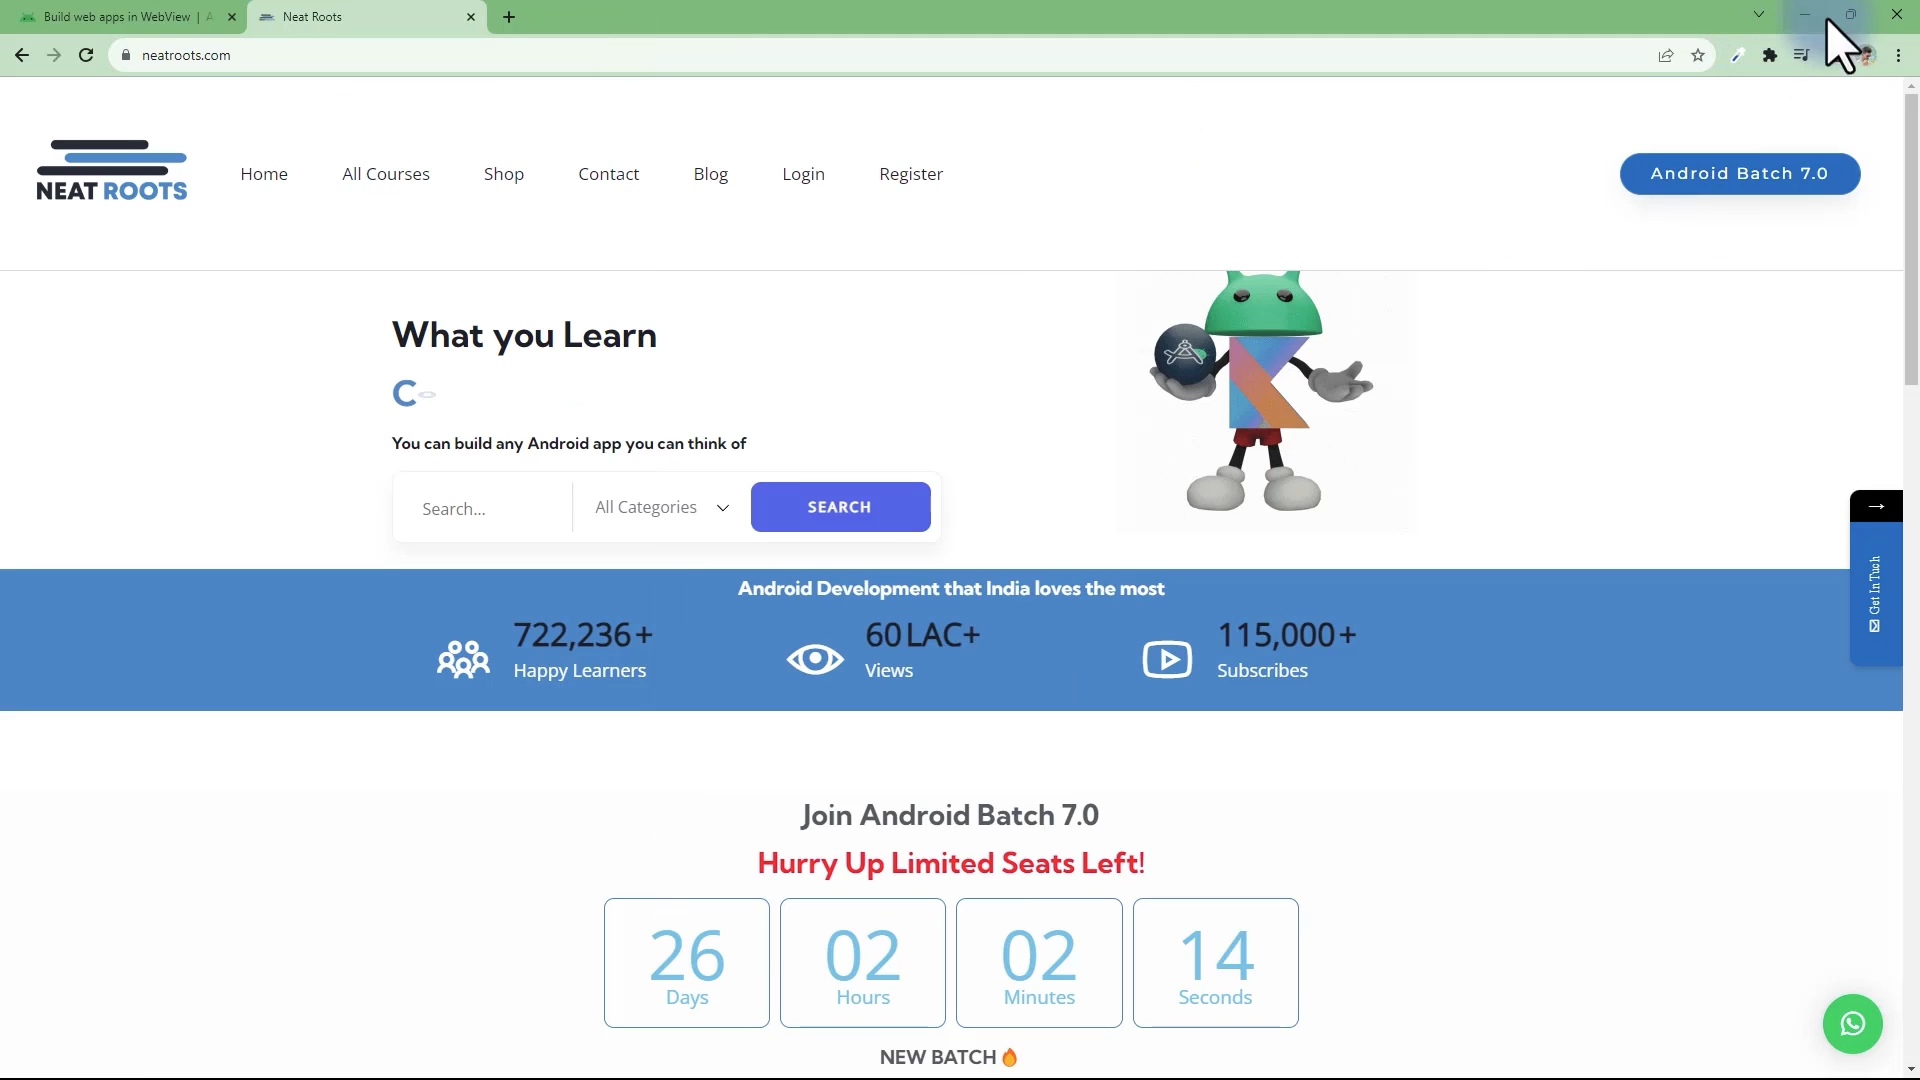 Build web apps in WebView | A
Neat Roots
neatroots.com
NEAT ROOTS
Home
All Courses
Shop
Contact
Blog
Login
Register
Android Batch 7.0
What you Learn
C
You can build any Android app you can think of
Search...
All Categories
SEARCH
Get In Tuch
Android Development that India loves the most
722,236+
Happy Learners
60 LAC+
Views
115,000+
Subscribes
Join Android Batch 7.0
Hurry Up Limited Seats Left!
26
Days
02
Hours
02
Minutes
14
Seconds
NEW BATCH🔥